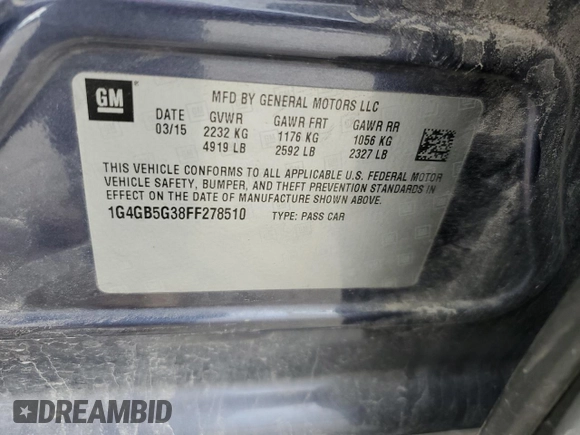 GM
MFD BY GENERAL MOTORS LLC
DATE GVWR GAWR FRT GAWR RR
03/15 2232 KG 1176 KG 1056 KG
4919 LB 2592 LB 2327 LB
THIS VEHICLE CONFORMS TO ALL APPLICABLE U.S. FEDERAL MOTOR
VEHICLE SAFETY, BUMPER, AND THEFT PREVENTION STANDARDS IN
EFFECT ON THE DATE OF MANUFACTURE SHOWN ABOVE.
1G4GB5G38FF278510 TYPE: PASS CAR
DREAMBID